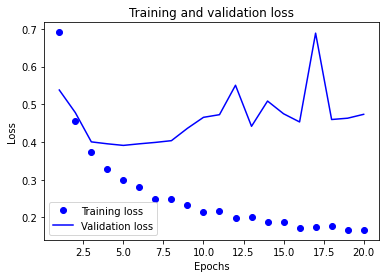 Training and validation loss
0.7
0.6
0.5
0.4
0.3
0.2
Loss
Training loss
Validation loss
2.5 5.0 7.5 10.0 12.5 15.0 17.5 20.0
Epochs